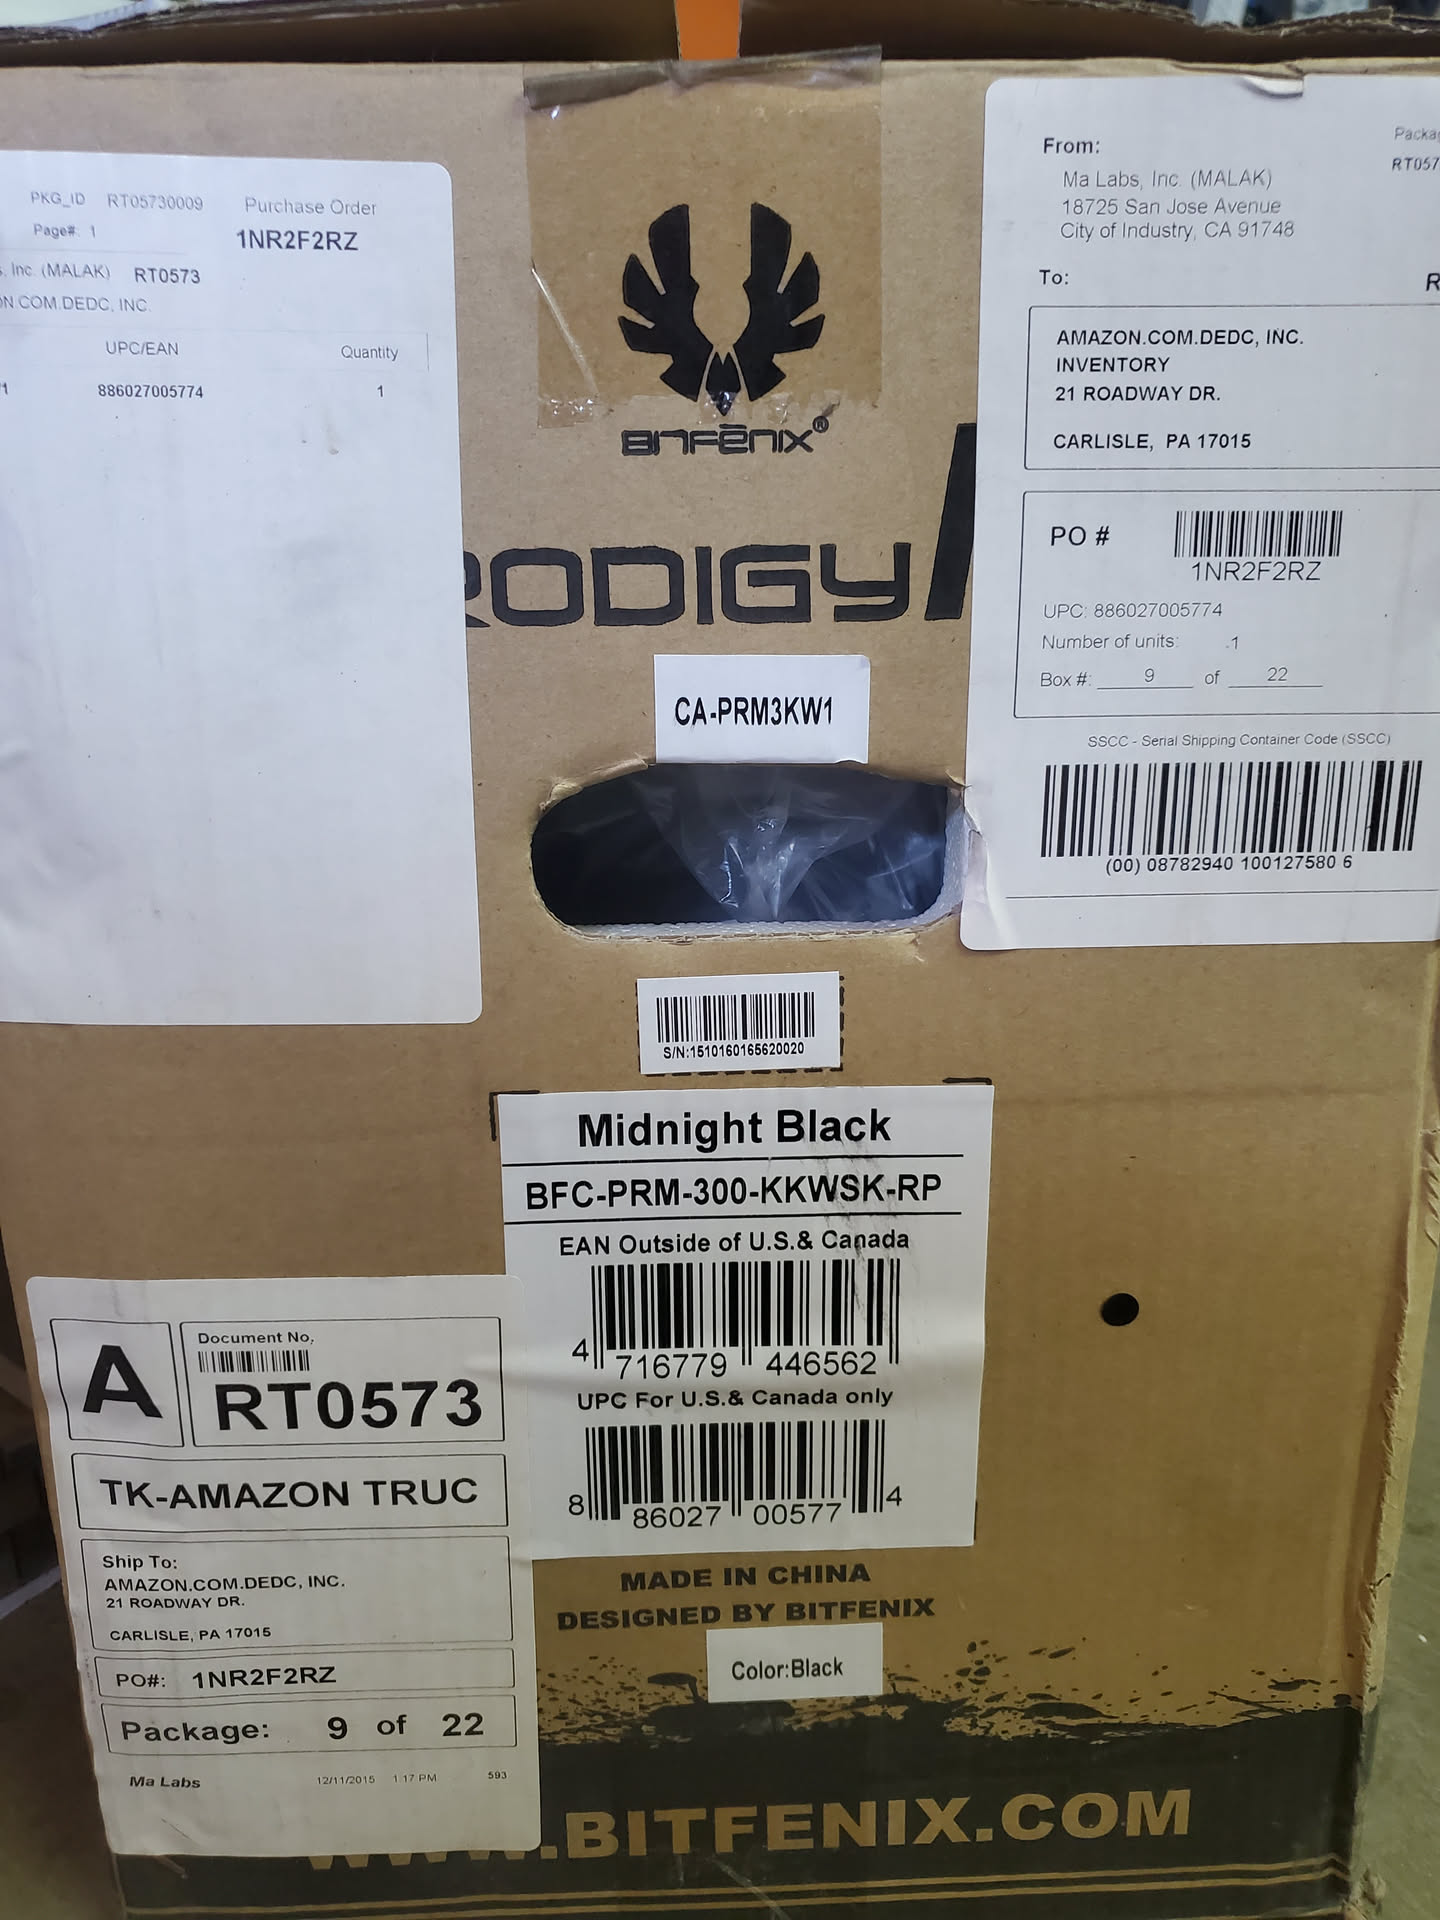 PKG_ID RT05730009 Purchase Order
Page#: 1 1NR2F2RZ
Inc. (MALAK) RT0573
N.COM.DEDC, INC.
UPC/EAN Quantity
886027005774 1
BITFENIX®
RODIGY
CA-PRM3KW1
From:
Ma Labs, Inc. (MALAK)
18725 San Jose Avenue
City of Industry, CA 91748
Packa
RT057
To:
R
AMAZON.COM.DEDC, INC.
INVENTORY
21 ROADWAY DR.
CARLISLE, PA 17015
PO #
1NR2F2RZ
UPC: 886027005774
Number of units: 1
Box #: 9 of 22
SSCC - Serial Shipping Container Code (SSCC)
(00) 08782940 100127580 6
S/N:1510160165620020
Midnight Black
BFC-PRM-300-KKWSK-RP
EAN Outside of U.S.& Canada
4 716779 446562
UPC For U.S.& Canada only
8 86027 00577 4
MADE IN CHINA
DESIGNED BY BITFENIX
Color:Black
A
Document No.
RT0573
TK-AMAZON TRUC
Ship To:
AMAZON.COM.DEDC, INC.
21 ROADWAY DR.
CARLISLE, PA 17015
PO#: 1NR2F2RZ
Package: 9 of 22
Ma Labs 12/11/2015 1:17 PM 593
WWW.BITFENIX.COM